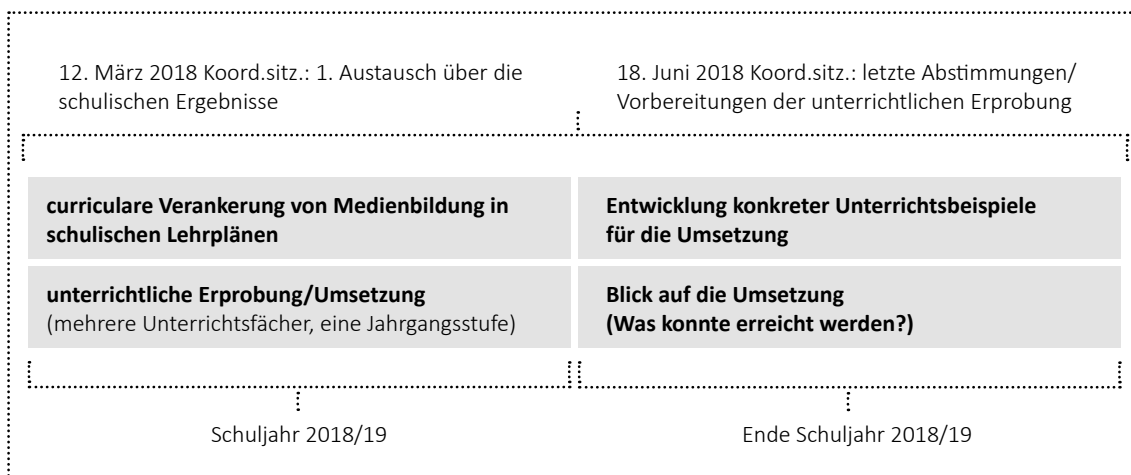 12. März 2018 Koord.sitz.: 1. Austausch über die
schulischen Ergebnisse
18. Juni 2018 Koord.sitz.: letzte Abstimmungen/
Vorbereitungen der unterrichtlichen Erprobung
curriculare Verankerung von Medienbildung in
schulischen Lehrplänen
Entwicklung konkreter Unterrichtsbeispiele
für die Umsetzung
unterrichtliche Erprobung/Umsetzung
(mehrere Unterrichtsfächer, eine Jahrgangsstufe)
Blick auf die Umsetzung
(Was konnte erreicht werden?)
Schuljahr 2018/19
Ende Schuljahr 2018/19